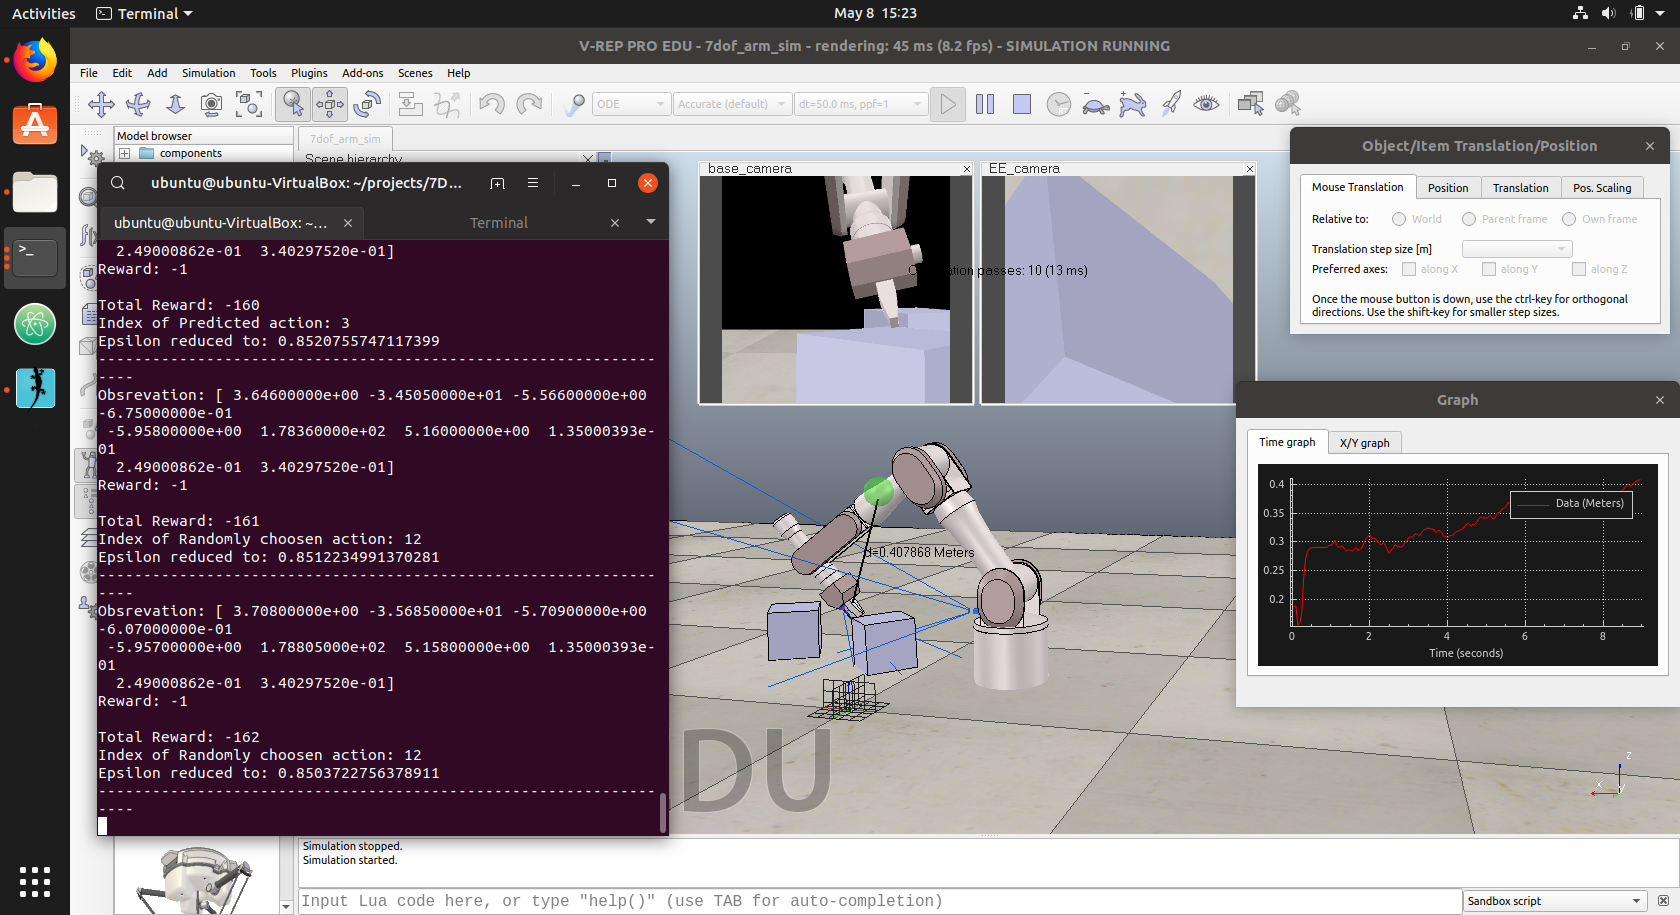 Activities
Terminal
May 8 15:23
V-REP PRO EDU - 7dof_arm_sim - rendering: 45 ms (8.2 fps) - SIMULATION RUNNING
File Edit Add Simulation Tools Plugins Add-ons Scenes Help
ODE
Accurate (default)
dt=50.0 ms, ppf=1
Model browser
components
7dof_arm_sim
Scene hierarchy
ubuntu@ubuntu-VirtualBox: ~/projects/7D...
ubuntu@ubuntu-VirtualBox: ~...
Terminal
2.49000862e-01 3.40297520e-01]
Reward: -1
Total Reward: -160
Index of Predicted action: 3
Epsilon reduced to: 0.8520755747117399
--------------------------------------------------------------
----
Obsrevation: [ 3.64600000e+00 -3.45050000e+01 -5.56600000e+00
-6.75000000e-01
-5.95800000e+00 1.78360000e+02 5.16000000e+00 1.35000393e-
01
2.49000862e-01 3.40297520e-01]
Reward: -1
Total Reward: -161
Index of Randomly choosen action: 12
Epsilon reduced to: 0.8512234991370281
--------------------------------------------------------------
----
Obsrevation: [ 3.70800000e+00 -3.56850000e+01 -5.70900000e+00
-6.07000000e-01
-5.95700000e+00 1.78805000e+02 5.15800000e+00 1.35000393e-
01
2.49000862e-01 3.40297520e-01]
Reward: -1
Total Reward: -162
Index of Randomly choosen action: 12
Epsilon reduced to: 0.8503722756378911
--------------------------------------------------------------
----
base_camera
EE_camera
passes: 10 (13 ms)
d=0.407868 Meters
DU
x
y
z
Object/Item Translation/Position
Mouse Translation
Position
Translation
Pos. Scaling
Relative to:
World
Parent frame
Own frame
Translation step size [m]
Preferred axes:
along X
along Y
along Z
Once the mouse button is down, use the ctrl-key for orthogonal
directions. Use the shift-key for smaller step sizes.
Graph
Time graph
X/Y graph
Data (Meters)
0.4
0.35
0.3
0.25
0.2
0 2 4 6 8
Time (seconds)
Simulation stopped.
Simulation started.
Input Lua code here, or type "help()" (use TAB for auto-completion)
Sandbox script